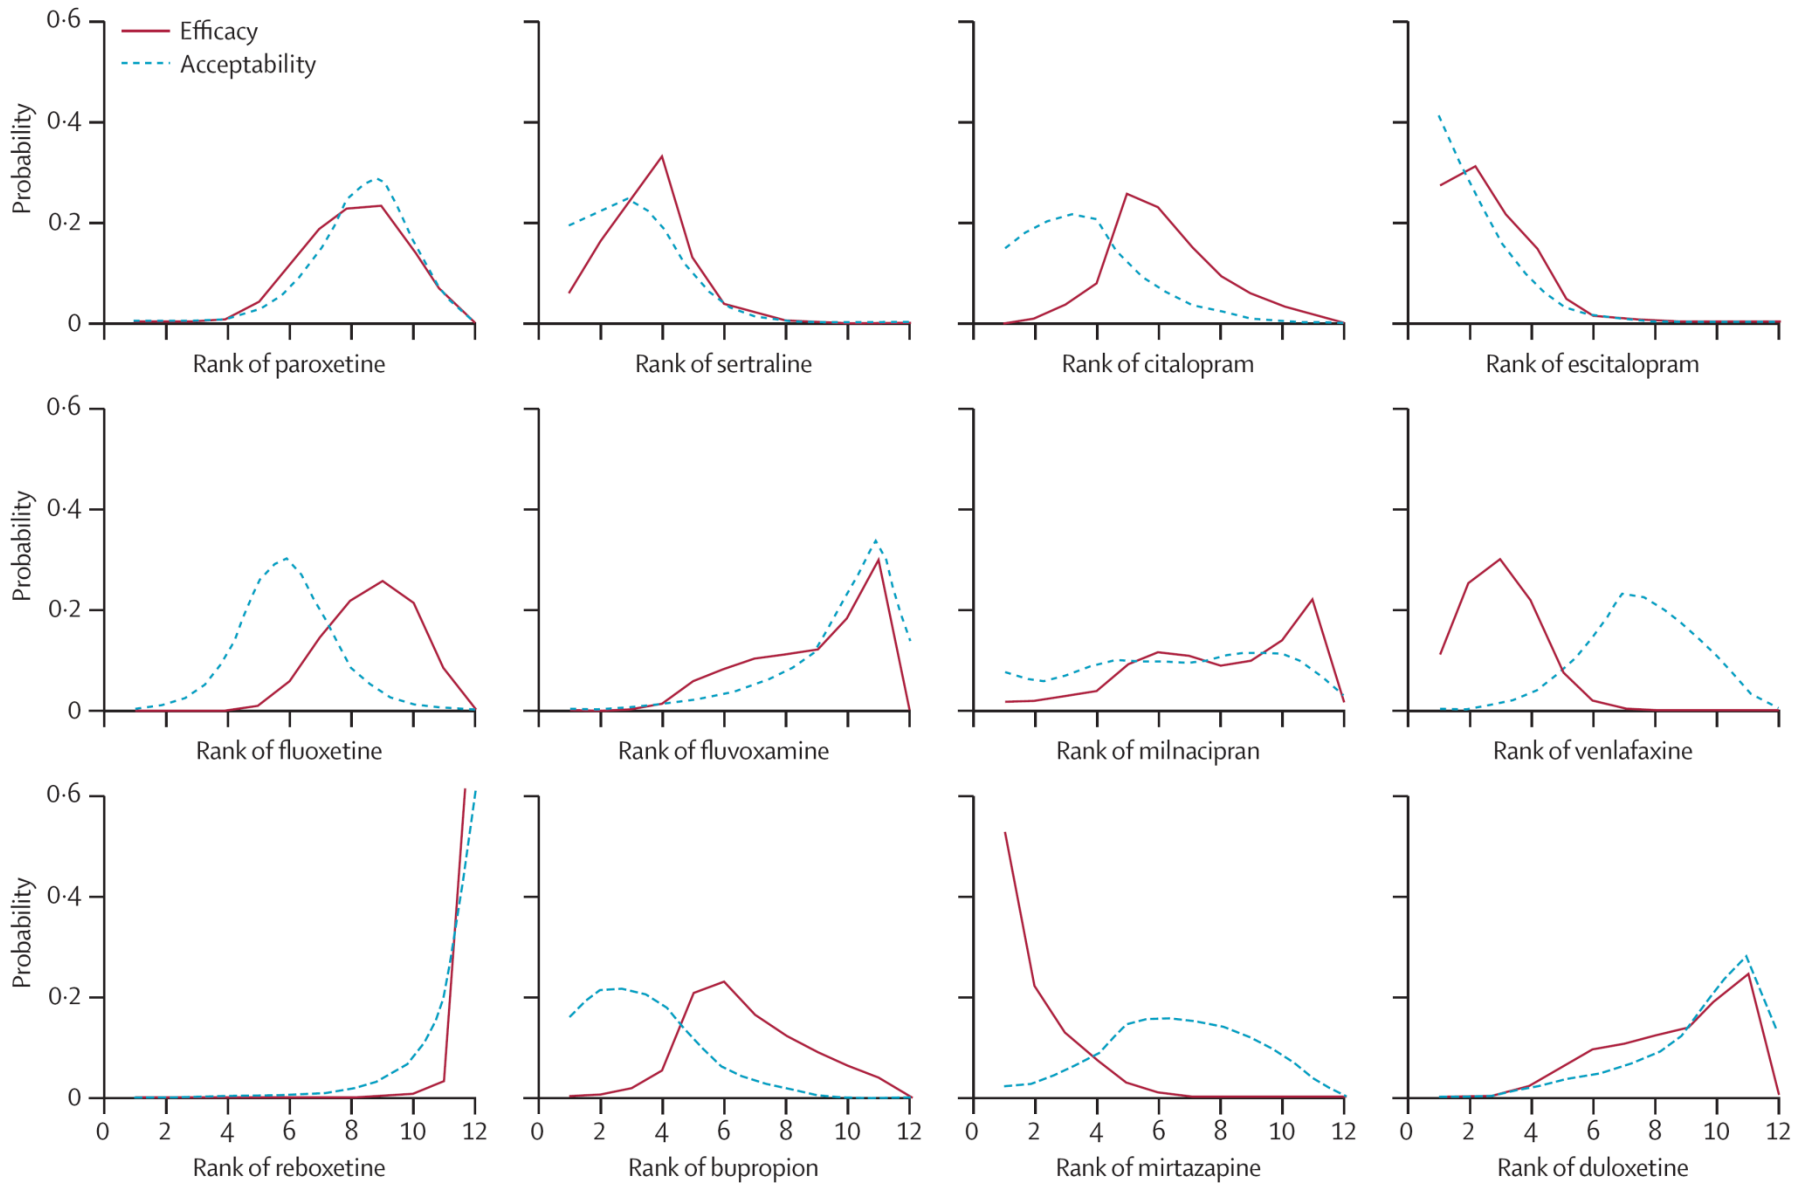 0·6
Efficacy
Acceptability
0·4
0·2
0
Probability
Rank of paroxetine
Rank of sertraline
Rank of citalopram
Rank of escitalopram
0·6
0·4
0·2
0
Probability
Rank of fluoxetine
Rank of fluvoxamine
Rank of milnacipran
Rank of venlafaxine
0·6
0·4
0·2
0
Probability
0 2 4 6 8 10 12
0 2 4 6 8 10 12
0 2 4 6 8 10 12
0 2 4 6 8 10 12
Rank of reboxetine
Rank of bupropion
Rank of mirtazapine
Rank of duloxetine